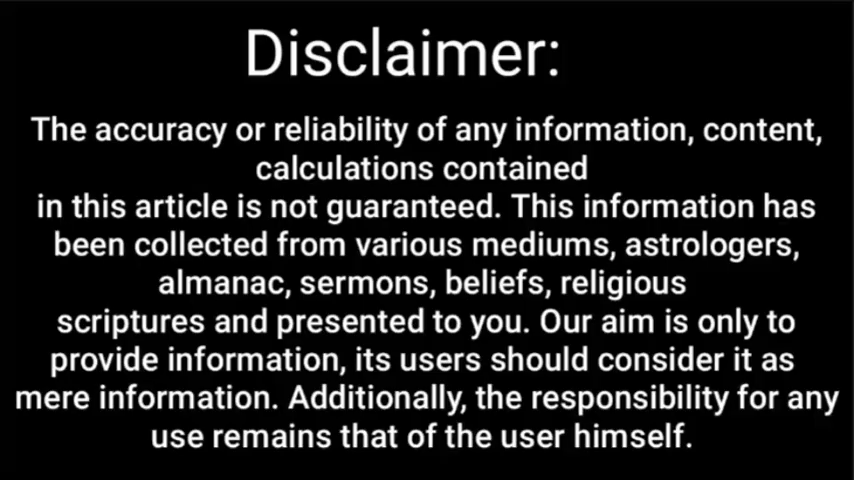 Disclaimer:
The accuracy or reliability of any information, content,
calculations contained
in this article is not guaranteed. This information has
been collected from various mediums, astrologers,
almanac, sermons, beliefs, religious
scriptures and presented to you. Our aim is only to
provide information, its users should consider it as
mere information. Additionally, the responsibility for any
use remains that of the user himself.